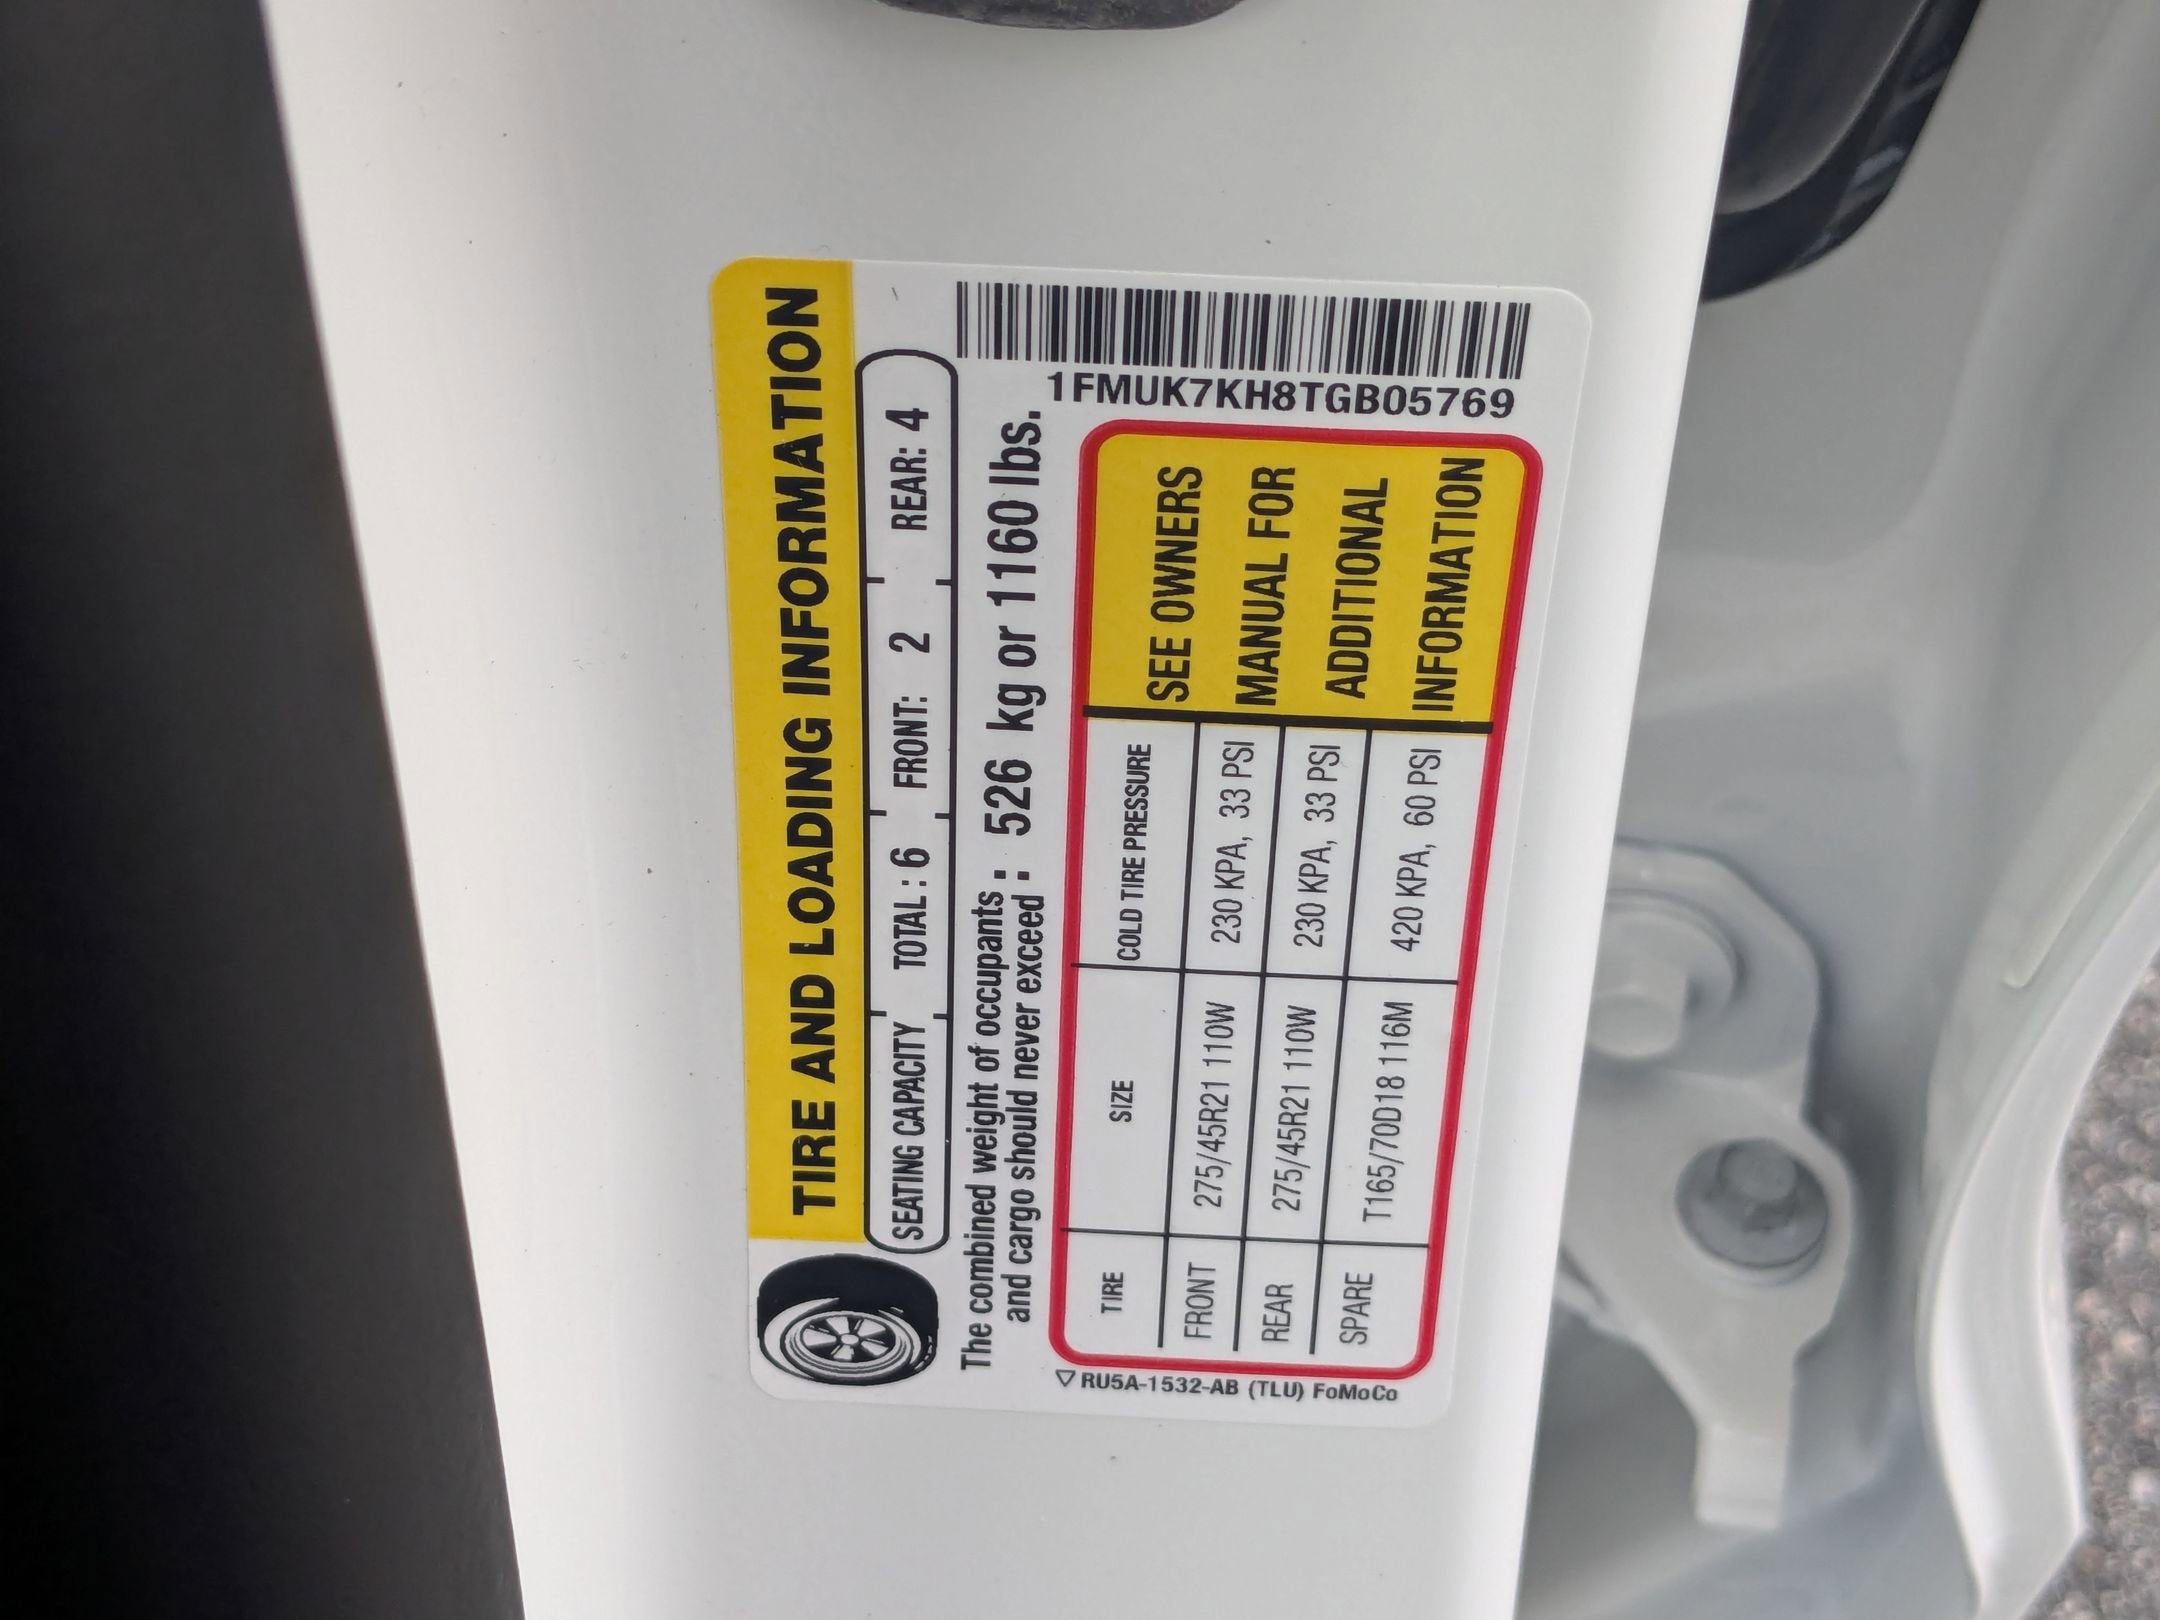 TIRE AND LOADING INFORMATION
SEATING CAPACITY TOTAL : 6 FRONT: 2 REAR: 4
The combined weight of occupants : 526 kg or 1160 lbs.
and cargo should never exceed :
1FMUK7KH8TGB05769
TIRE SIZE COLD TIRE PRESSURE
FRONT 275/45R21 110W 230 KPA, 33 PSI
REAR 275/45R21 110W 230 KPA, 33 PSI
SPARE T165/70D18 116M 420 KPA, 60 PSI
SEE OWNERS
MANUAL FOR
ADDITIONAL
INFORMATION
RU5A-1532-AB (TLU) FoMoCo